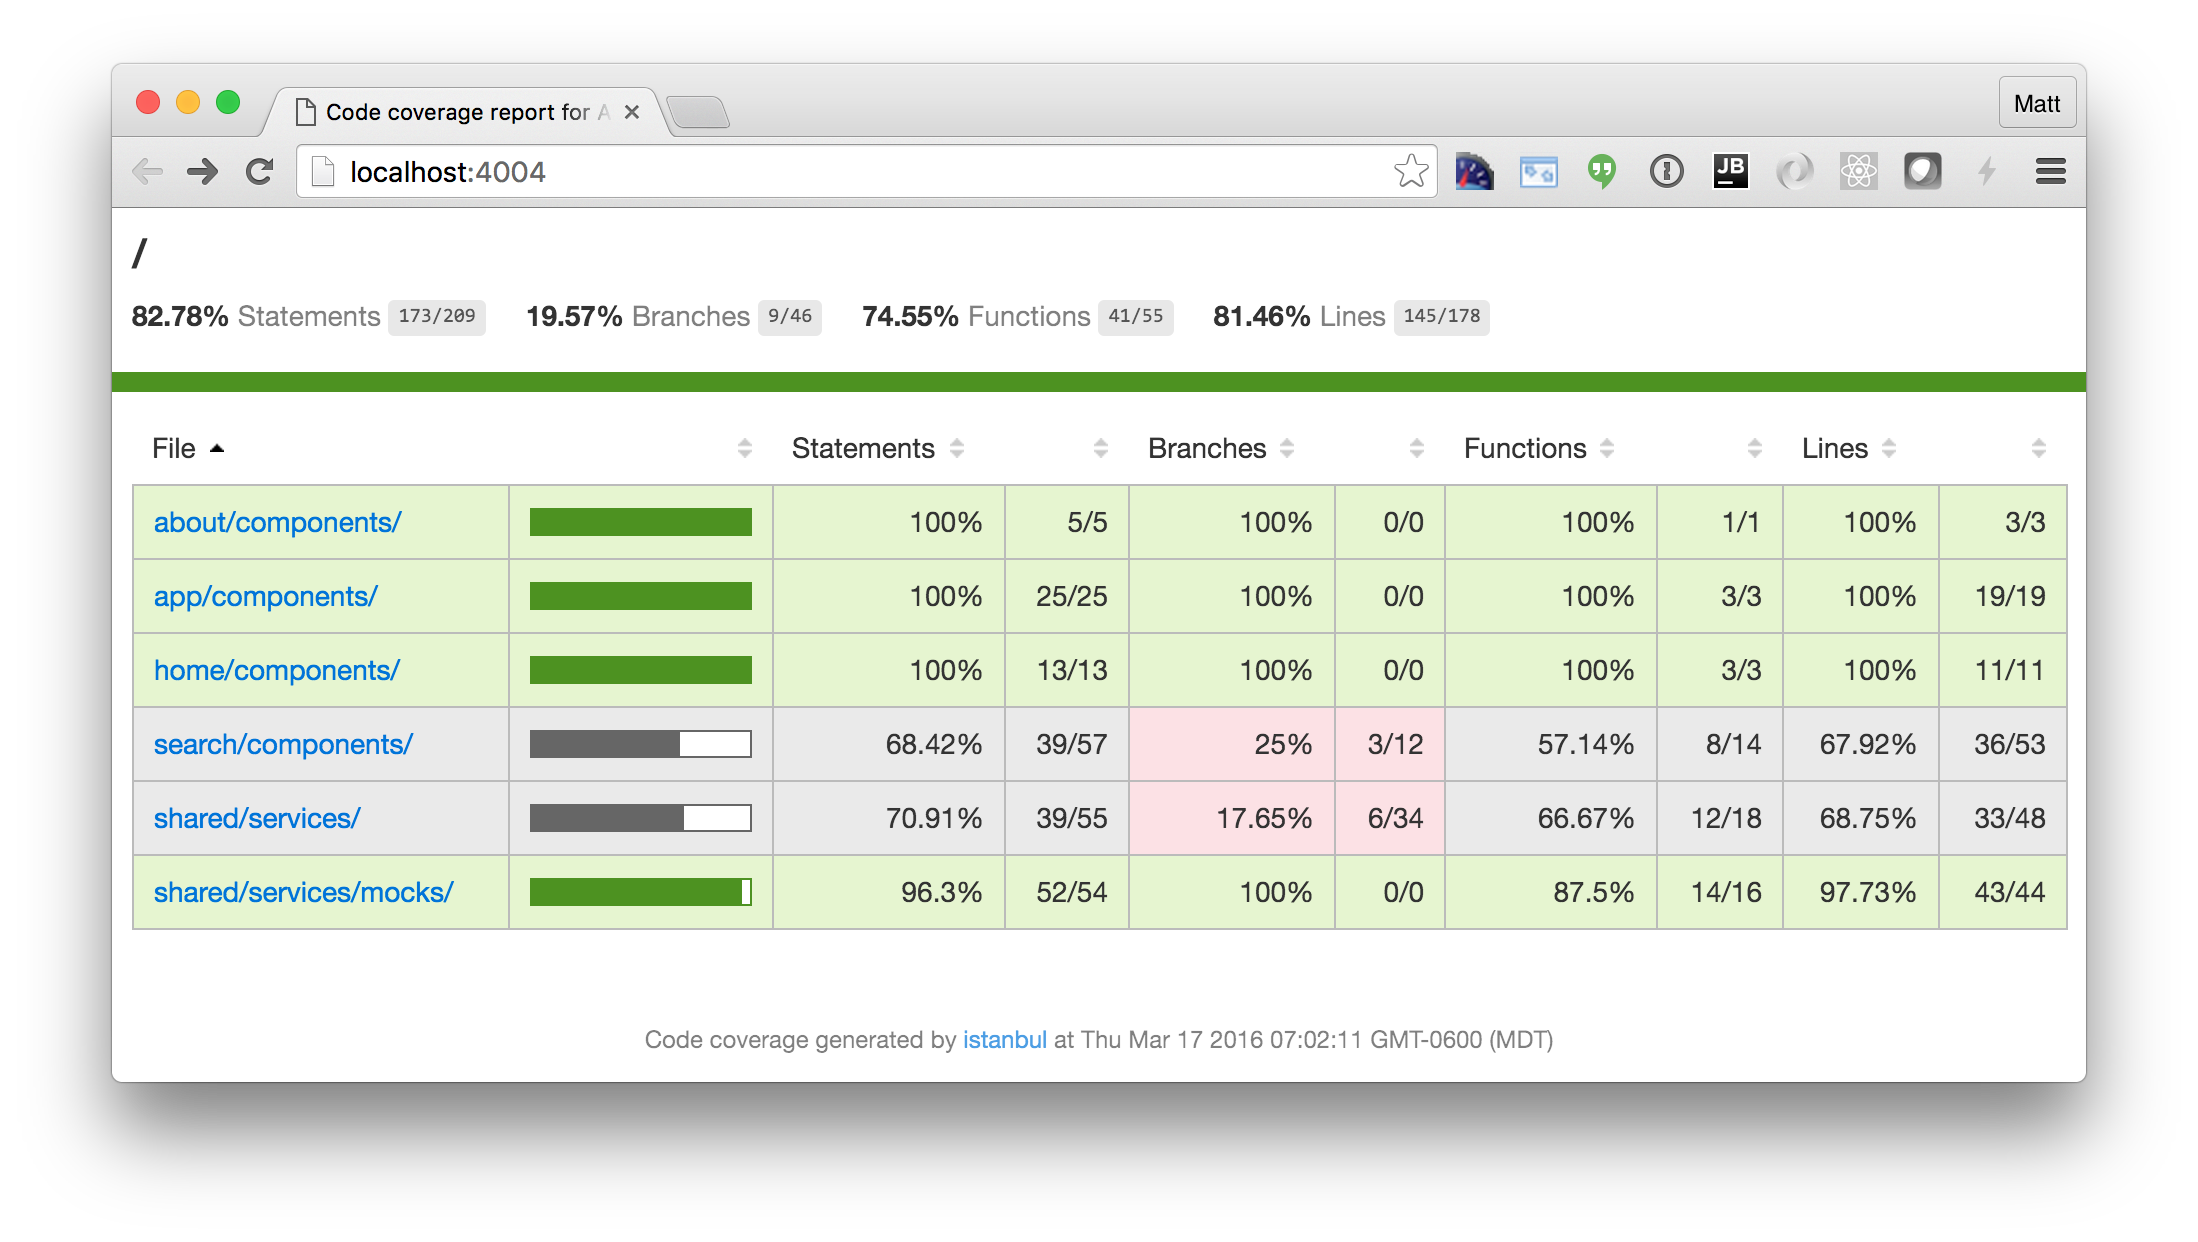 Code coverage report for A
Matt
localhost:4004
JB
/
82.78% Statements 173/209 19.57% Branches 9/46 74.55% Functions 41/55 81.46% Lines 145/178
File Statements Branches Functions Lines
about/components/ 100% 5/5 100% 0/0 100% 1/1 100% 3/3
app/components/ 100% 25/25 100% 0/0 100% 3/3 100% 19/19
home/components/ 100% 13/13 100% 0/0 100% 3/3 100% 11/11
search/components/ 68.42% 39/57 25% 3/12 57.14% 8/14 67.92% 36/53
shared/services/ 70.91% 39/55 17.65% 6/34 66.67% 12/18 68.75% 33/48
shared/services/mocks/ 96.3% 52/54 100% 0/0 87.5% 14/16 97.73% 43/44
Code coverage generated by istanbul at Thu Mar 17 2016 07:02:11 GMT-0600 (MDT)